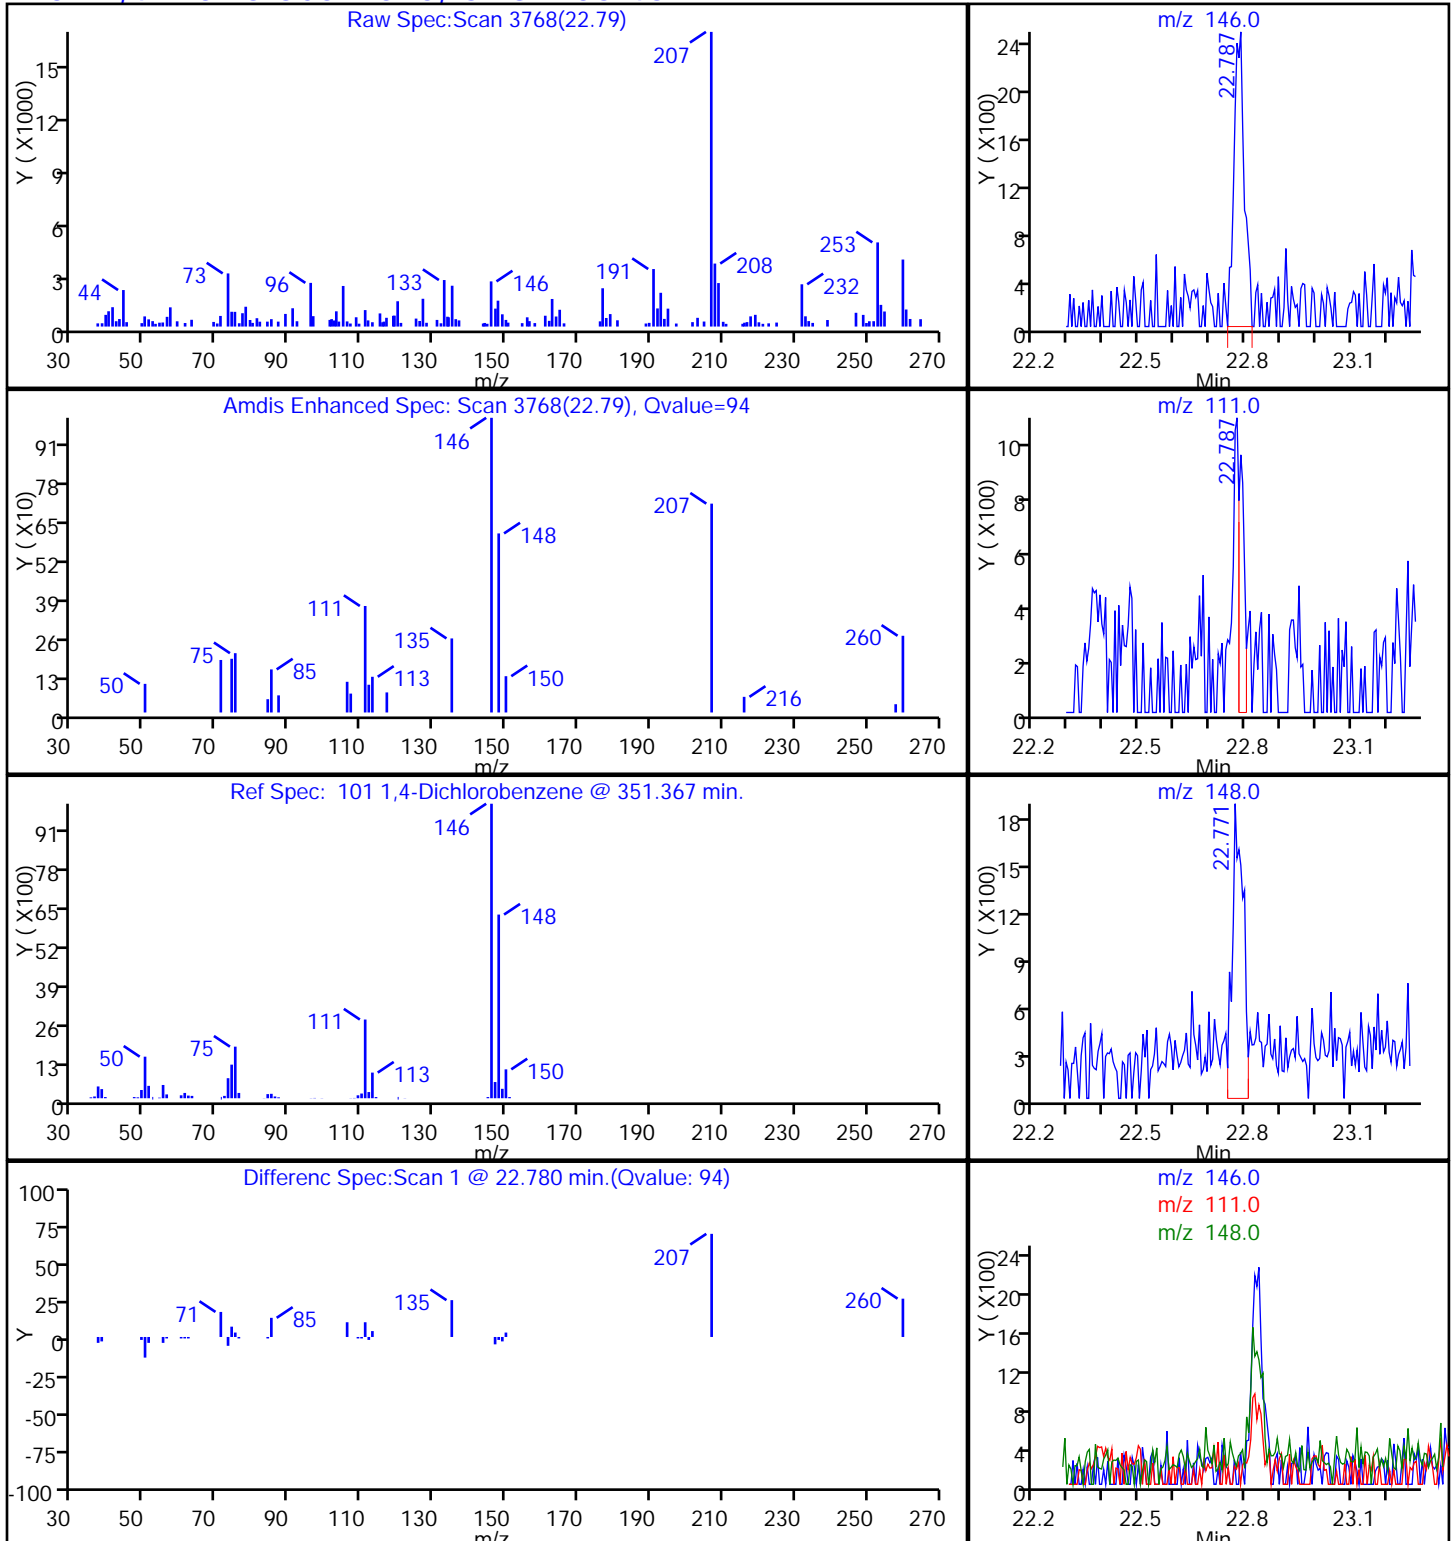 Raw Spec:Scan 3768(22.79)
Y ( X1000)
15
12
9
6
3
0
207
44
73
96
133
146
191
208
232
253
30 50 70 90 110 130 150 170 190 210 230 250 270
m/z
m/z 146.0
Y ( X100)
24
20
16
12
8
4
0
22.787
22.2 22.5 22.8 23.1
Min
Amdis Enhanced Spec: Scan 3768(22.79), Qvalue=94
Y ( X10)
91
78
65
52
39
26
13
0
146
207
148
111
135
260
75
85
113
50
150
216
30 50 70 90 110 130 150 170 190 210 230 250 270
m/z
m/z 111.0
Y ( X100)
10
8
6
4
2
0
22.787
22.2 22.5 22.8 23.1
Min
Ref Spec: 101 1,4-Dichlorobenzene @ 351.367 min.
Y ( X100)
91
78
65
52
39
26
13
0
146
148
111
50
75
113
150
30 50 70 90 110 130 150 170 190 210 230 250 270
m/z
m/z 148.0
Y ( X100)
18
15
12
9
6
3
0
22.771
22.2 22.5 22.8 23.1
Min
Differenc Spec:Scan 1 @ 22.780 min.(Qvalue: 94)
Y
100
75
50
25
0
-25
-50
-75
-100
207
71
85
135
260
30 50 70 90 110 130 150 170 190 210 230 250 270
m/z
m/z 146.0
m/z 111.0
m/z 148.0
Y ( X100)
24
20
16
12
8
4
0
22.2 22.5 22.8 23.1
Min